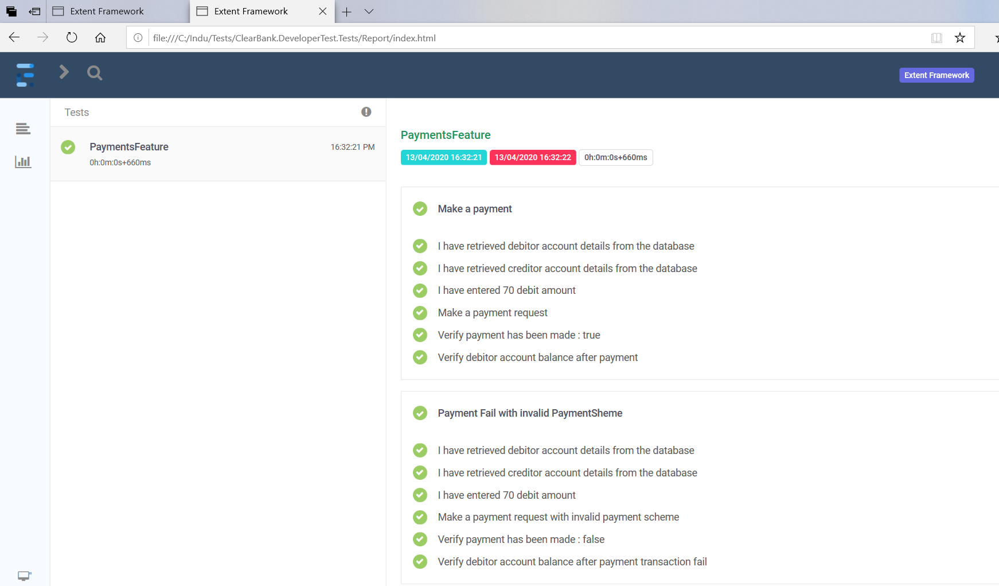 Extent Framework
Extent Framework
file:///C:/Indu/Tests/ClearBank.DeveloperTest.Tests/Report/index.html
Extent Framework
Tests
PaymentsFeature
16:32:21 PM
0h:0m:0s+660ms
PaymentsFeature
13/04/2020 16:32:21
13/04/2020 16:32:22
0h:0m:0s+660ms
Make a payment
I have retrieved debitor account details from the database
I have retrieved creditor account details from the database
I have entered 70 debit amount
Make a payment request
Verify payment has been made : true
Verify debitor account balance after payment
Payment Fail with invalid PaymentSheme
I have retrieved debitor account details from the database
I have retrieved creditor account details from the database
I have entered 70 debit amount
Make a payment request with invalid payment scheme
Verify payment has been made : false
Verify debitor account balance after payment transaction fail